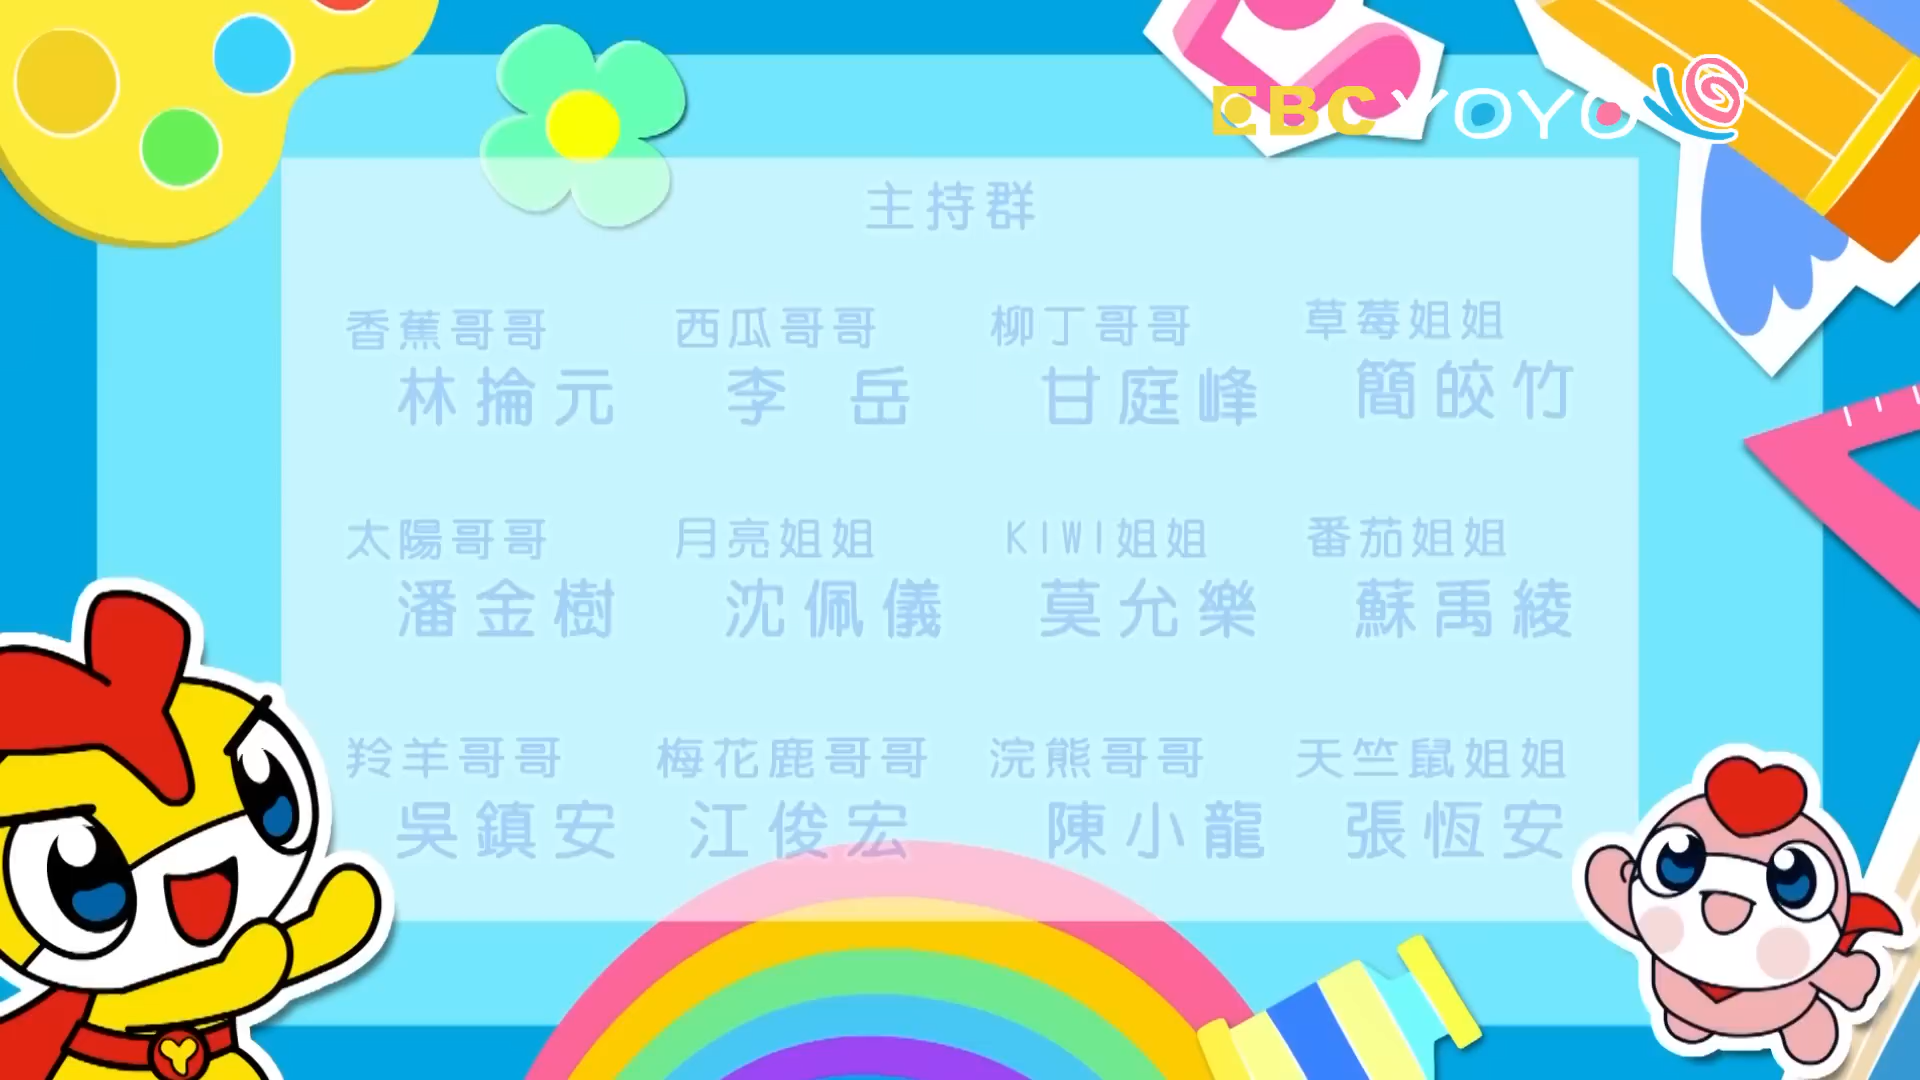 EBC YOYO
主持群
香蕉哥哥 西瓜哥哥 柳丁哥哥 草莓姐姐
林掄元 李 岳 甘庭峰 簡皎竹
太陽哥哥 月亮姐姐 KIWI姐姐 番茄姐姐
潘金樹 沈佩儀 莫允樂 蘇禹綾
羚羊哥哥 梅花鹿哥哥 浣熊哥哥 天竺鼠姐姐
吳鎮安 江俊宏 陳小龍 張恆安
Y